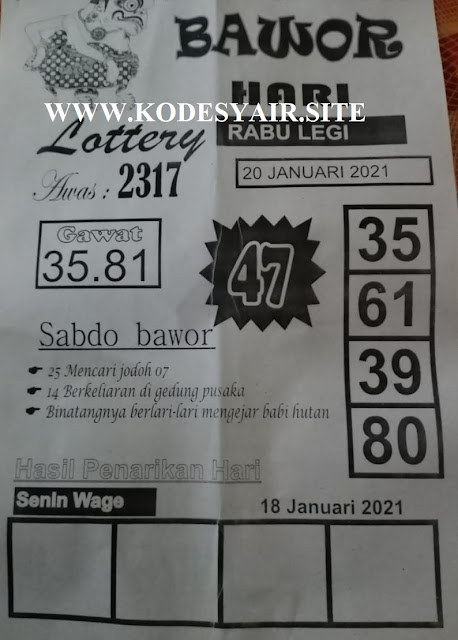 BAWOR
HARI
WWW.KODESYAIR.SITE
Lottery
RABU LEGI
Awas : 2317
20 JANUARI 2021
Gawat
35.81
47
35
61
39
80
Sabdo bawor
25 Mencari jodoh 07
14 Berkeliaran di gedung pusaka
Binatangnya berlari-lari mengejar babi hutan
Hasil Penarikan Hari
Senin Wage
18 Januari 2021